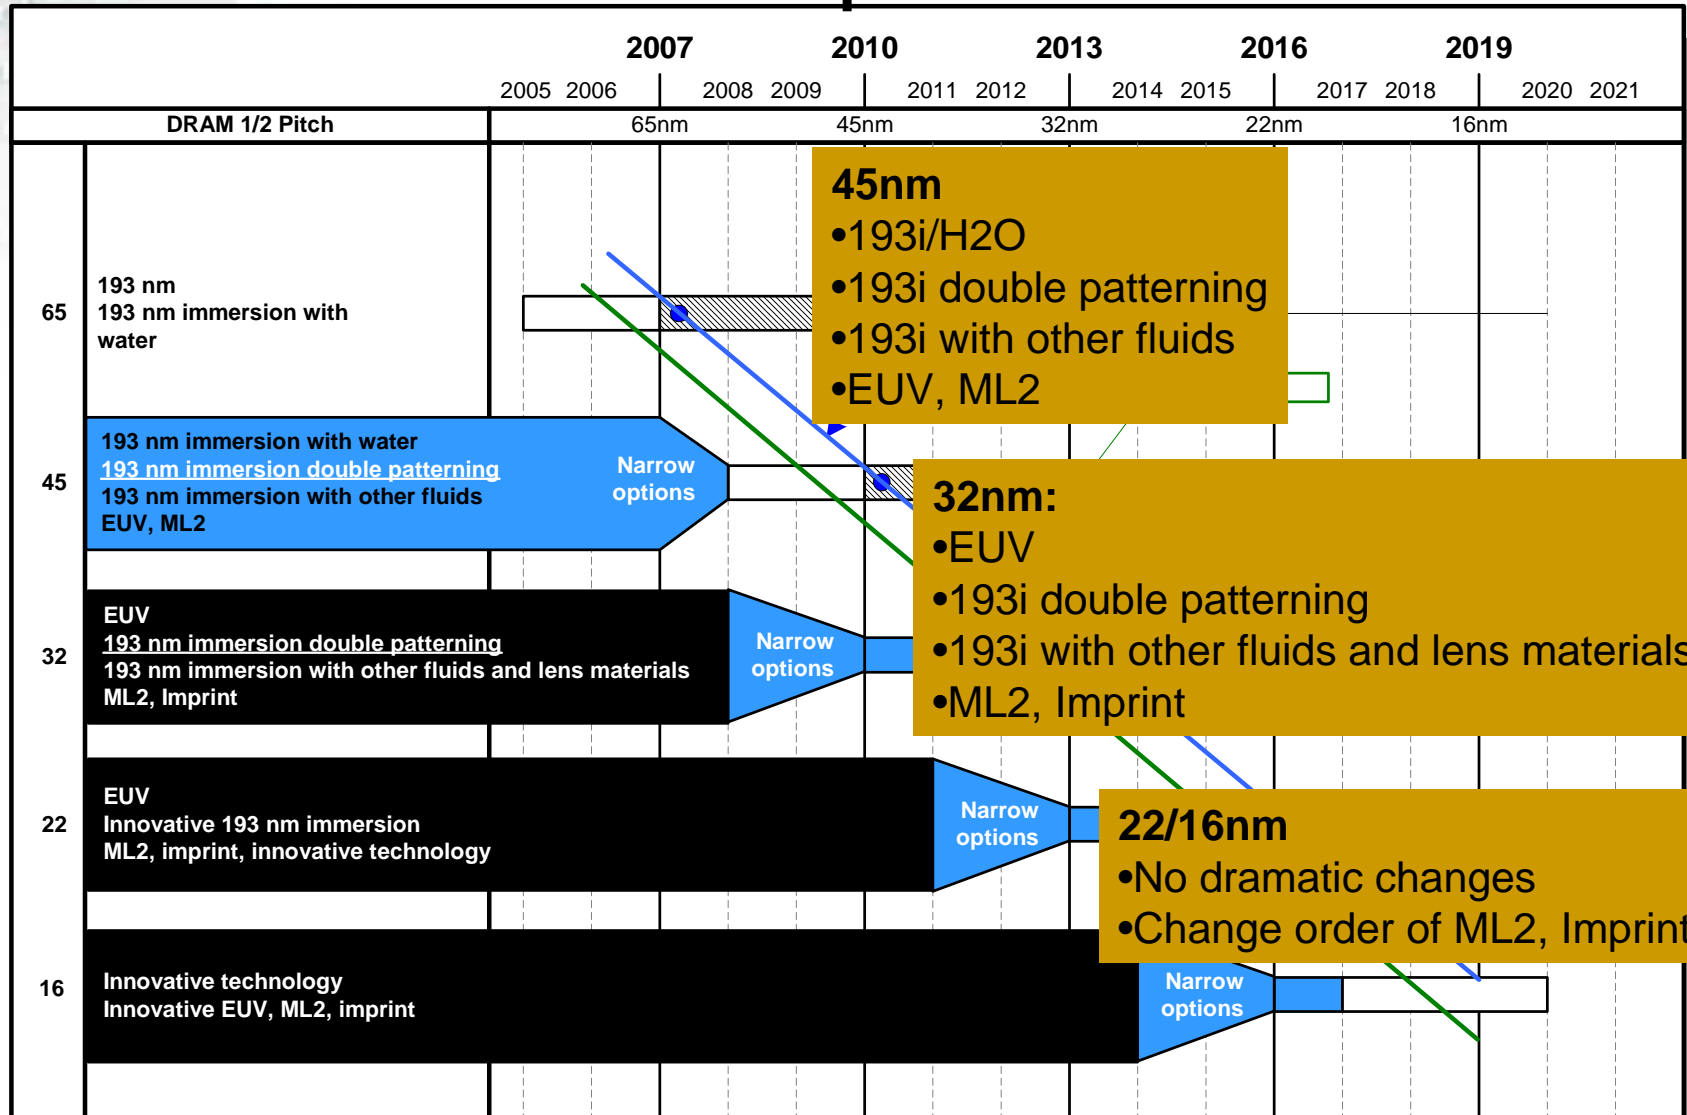 2007 2010 2013 2016 2019
2005 2006 2008 2009 2011 2012 2014 2015 2017 2018 2020 2021
DRAM 1/2 Pitch 65nm 45nm 32nm 22nm 16nm
65
193 nm
193 nm immersion with
water
45nm
•193i/H2O
•193i double patterning
•193i with other fluids
•EUV, ML2
45
193 nm immersion with water
193 nm immersion double patterning
193 nm immersion with other fluids
EUV, ML2
Narrow
options
32nm:
•EUV
•193i double patterning
•193i with other fluids and lens materials
•ML2, Imprint
32
EUV
193 nm immersion double patterning
193 nm immersion with other fluids and lens materials
ML2, Imprint
Narrow
options
22
EUV
Innovative 193 nm immersion
ML2, imprint, innovative technology
Narrow
options
22/16nm
•No dramatic changes
•Change order of ML2, Imprint
16
Innovative technology
Innovative EUV, ML2, imprint
Narrow
options